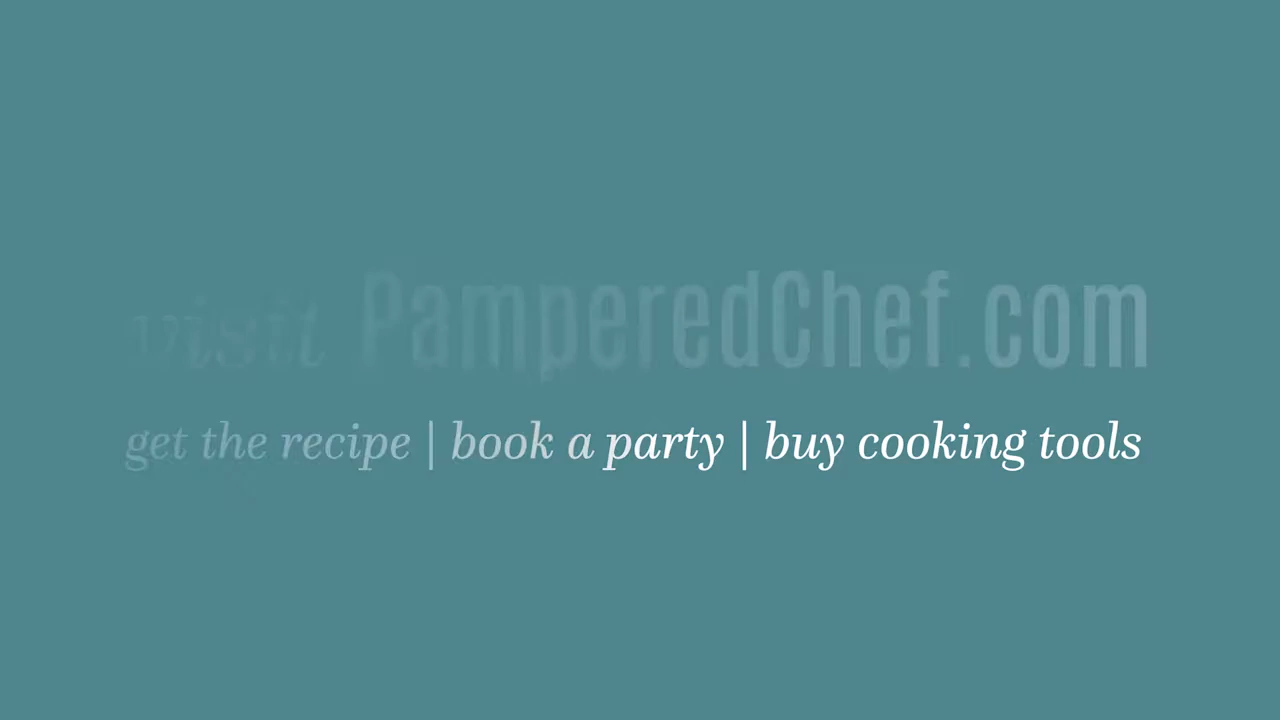 visit PamperedChef.com
get the recipe | book a party | buy cooking tools